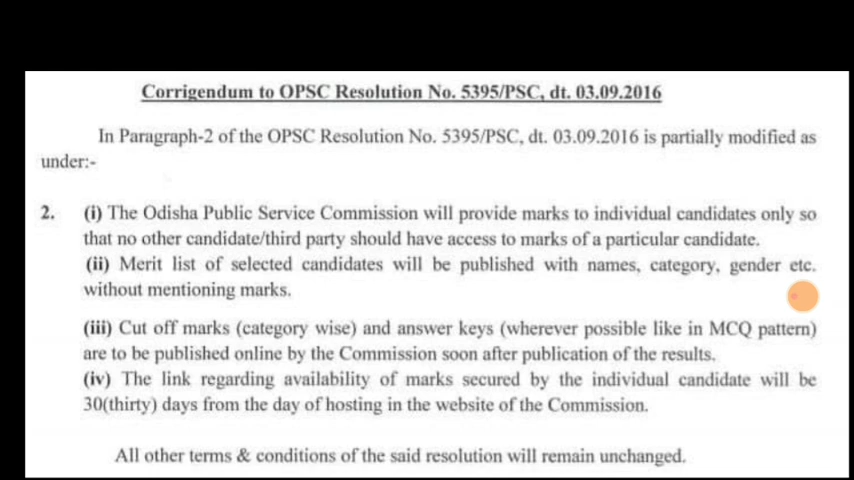 Corrigendum to OPSC Resolution No. 5395/PSC, dt. 03.09.2016
In Paragraph-2 of the OPSC Resolution No. 5395/PSC, dt. 03.09.2016 is partially modified as
under:-
2. (i) The Odisha Public Service Commission will provide marks to individual candidates only so
that no other candidate/third party should have access to marks of a particular candidate.
(ii) Merit list of selected candidates will be published with names, category, gender etc.
without mentioning marks.
(iii) Cut off marks (category wise) and answer keys (wherever possible like in MCQ pattern)
are to be published online by the Commission soon after publication of the results.
(iv) The link regarding availability of marks secured by the individual candidate will be
30(thirty) days from the day of hosting in the website of the Commission.
All other terms & conditions of the said resolution will remain unchanged.